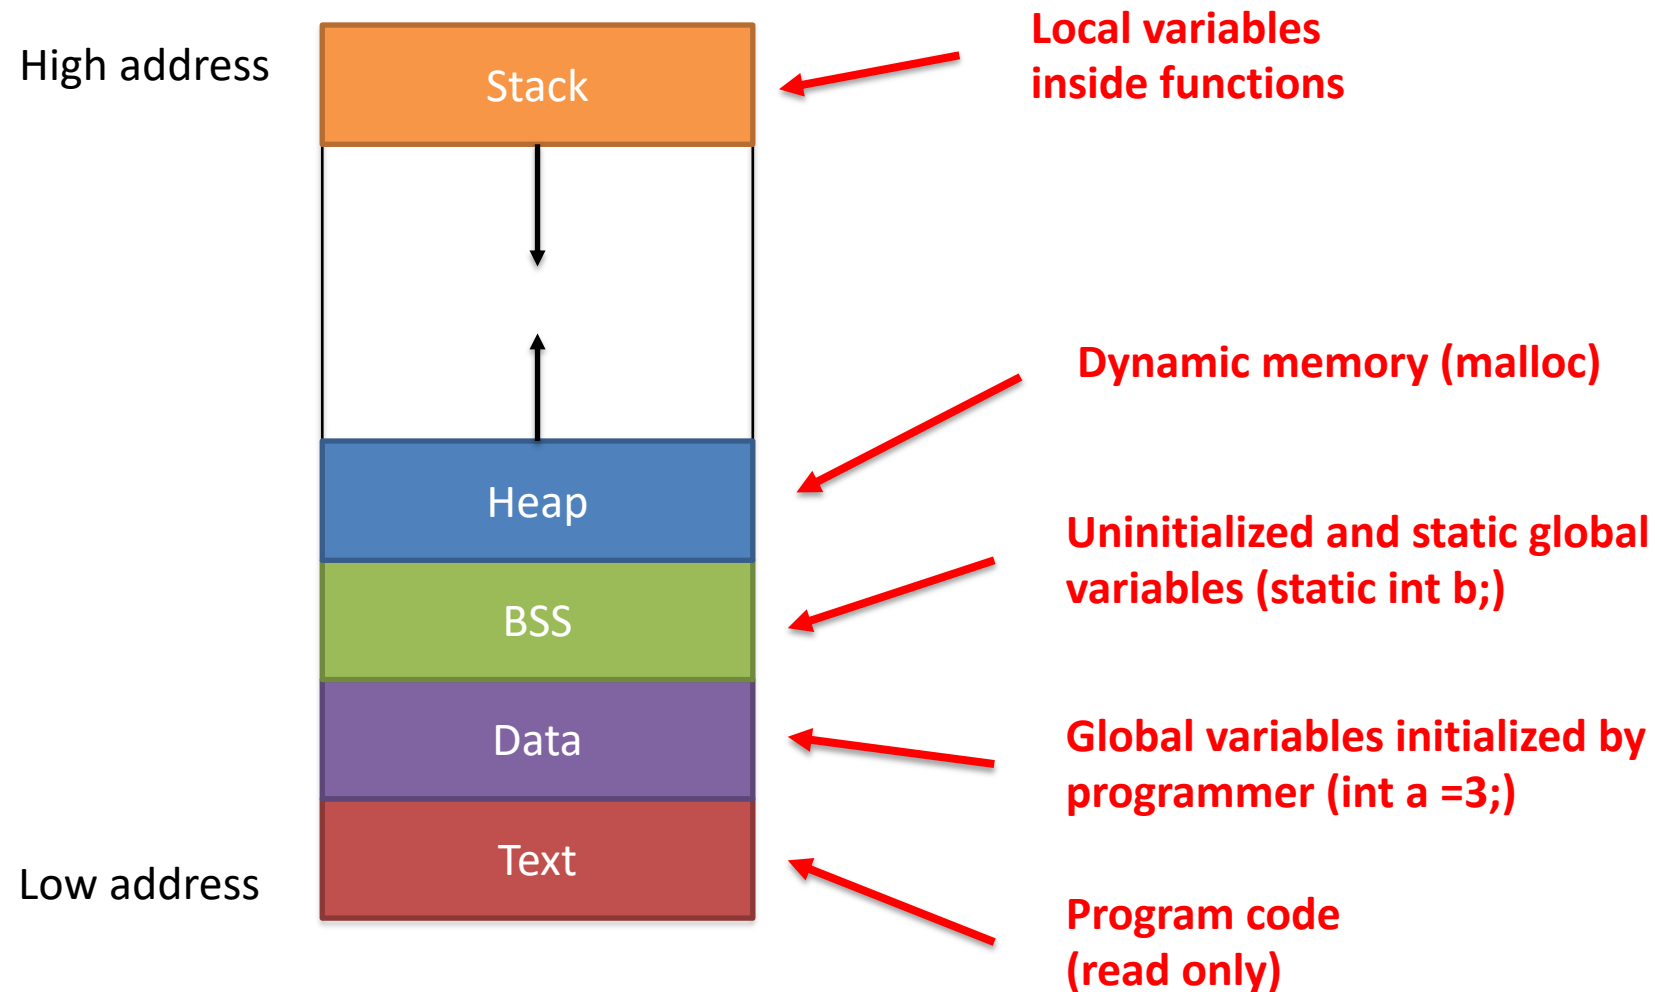 High address
Stack
Local variables
inside functions
Dynamic memory (malloc)
Heap
Uninitialized and static global
variables (static int b;)
BSS
Global variables initialized by
programmer (int a =3;)
Data
Text
Low address
Program code
(read only)